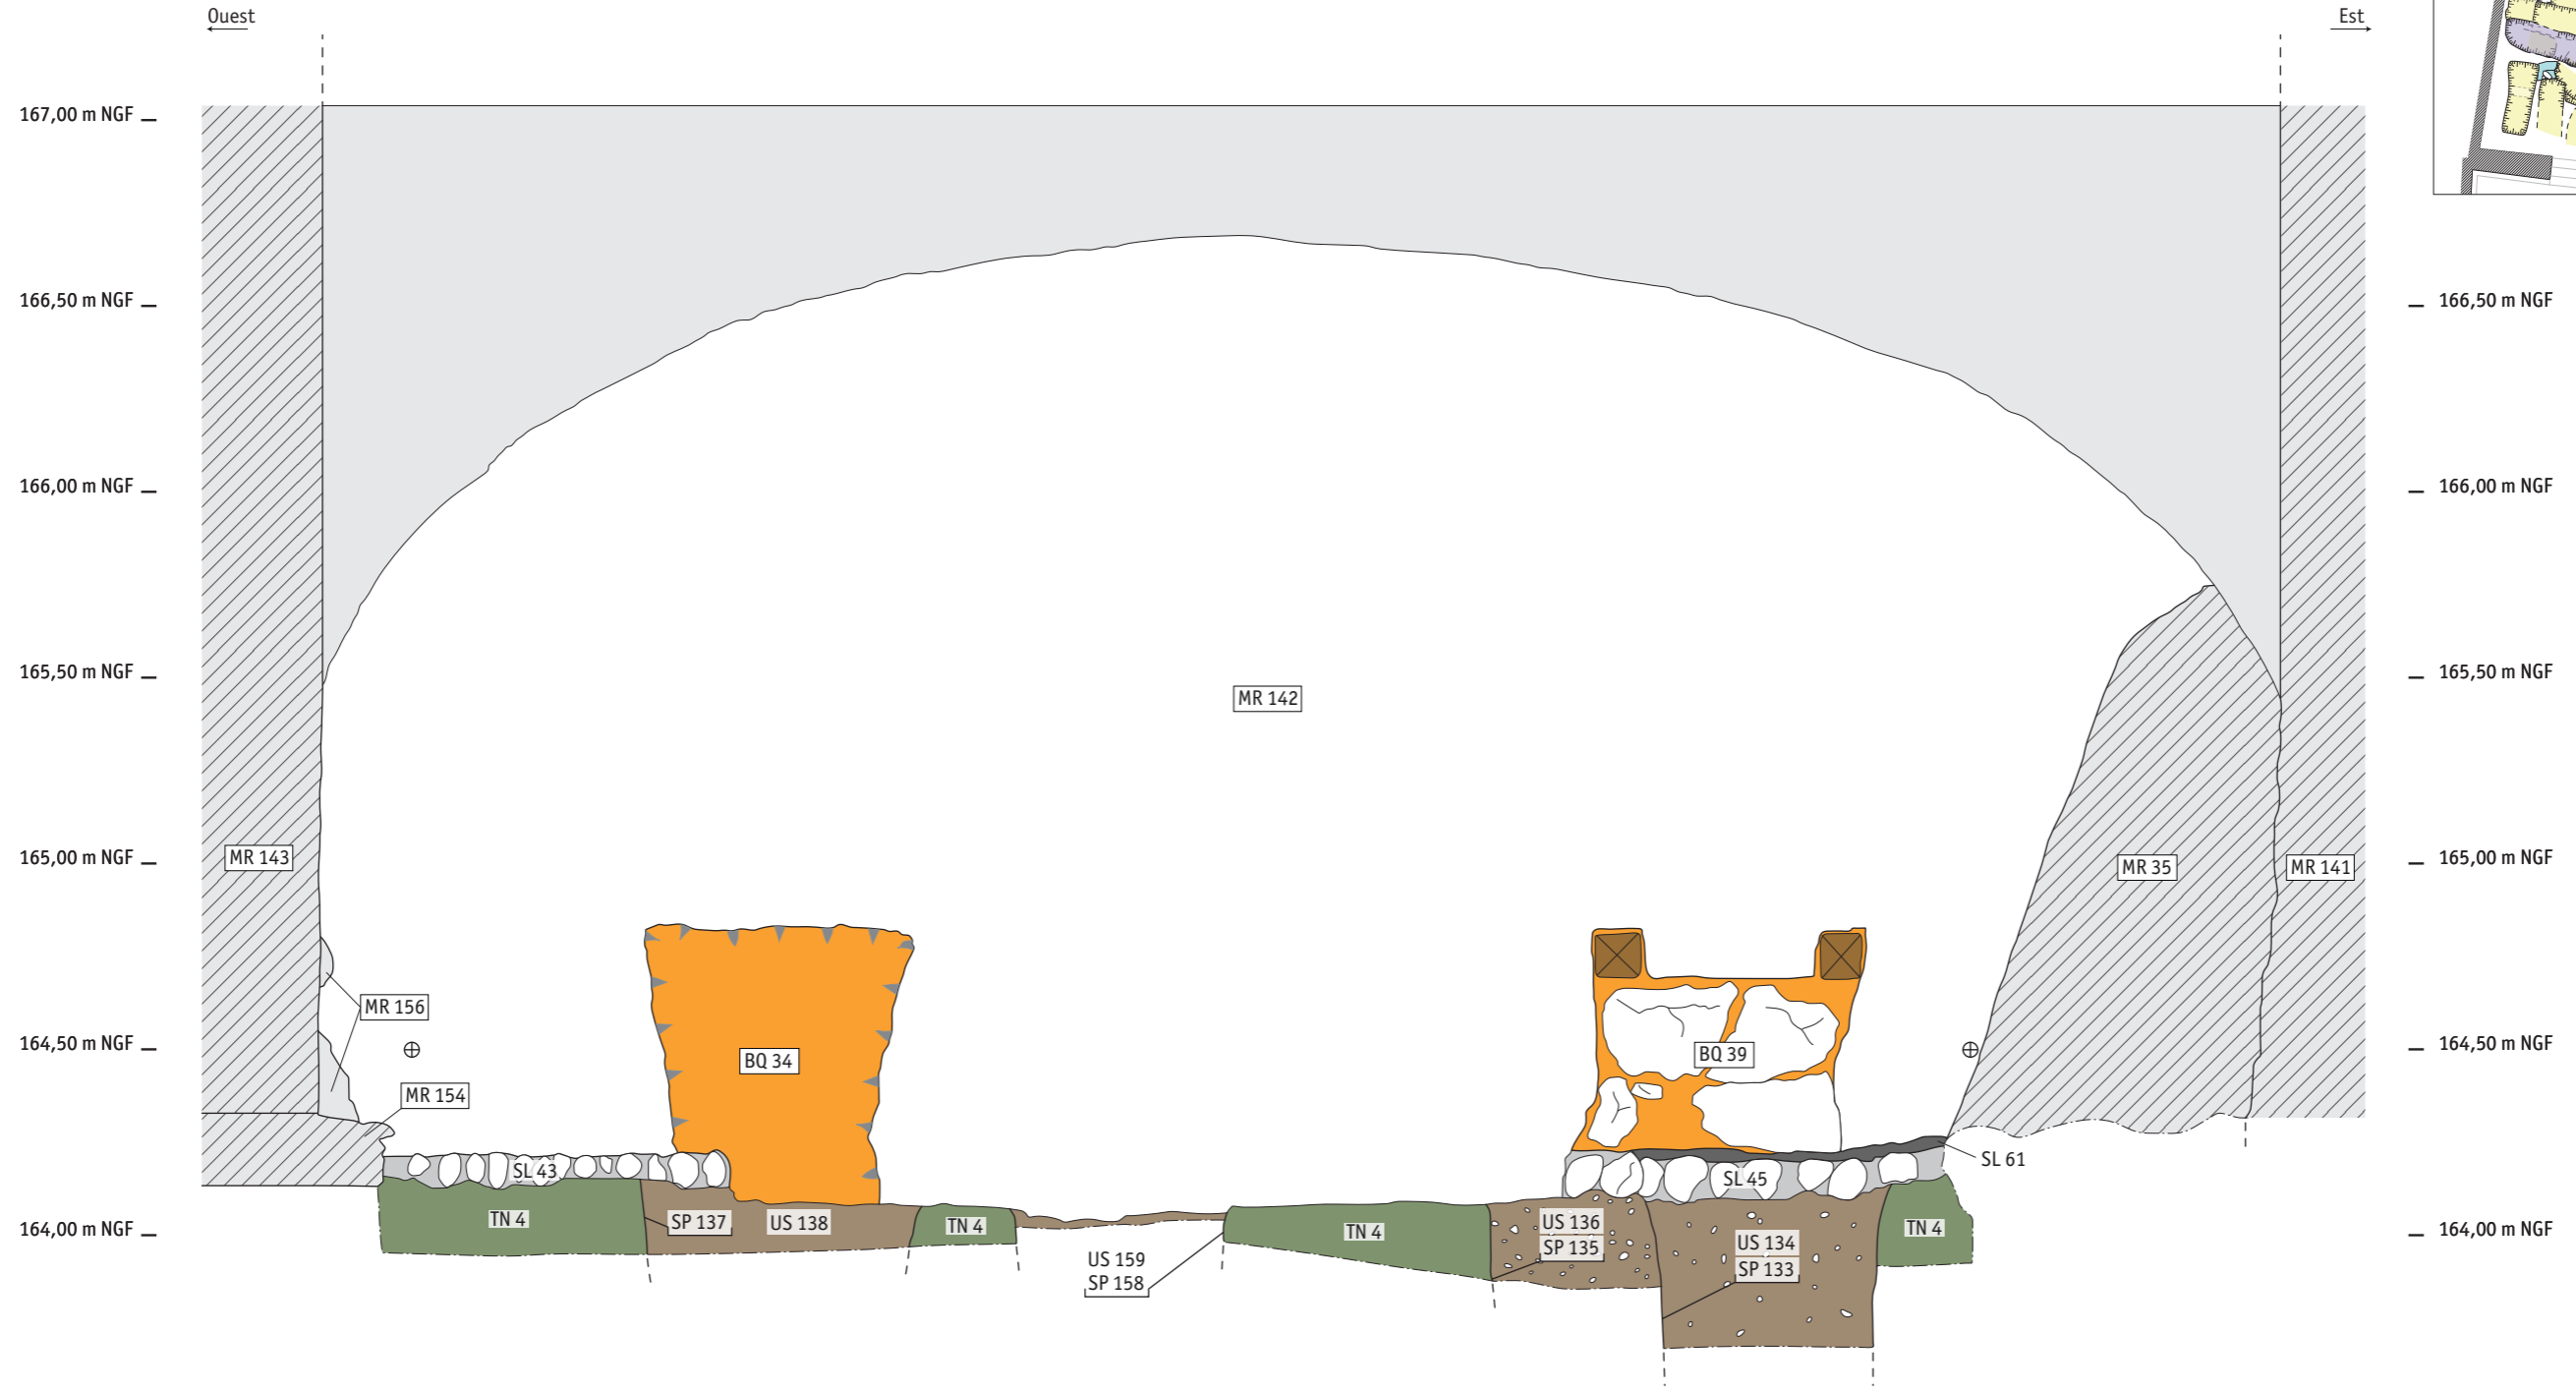 Ouest
Est
167,00 m NGF
166,50 m NGF
166,50 m NGF
166,00 m NGF
166,00 m NGF
165,50 m NGF
165,50 m NGF
MR 142
165,00 m NGF
MR 143
MR 35
MR 141
165,00 m NGF
MR 156
164,50 m NGF
BQ 34
BQ 39
164,50 m NGF
MR 154
SL 43
SL 45
SL 61
164,00 m NGF
TN 4
SP 137
US 138
TN 4
TN 4
US 136
SP 135
US 134
SP 133
TN 4
164,00 m NGF
US 159
SP 158